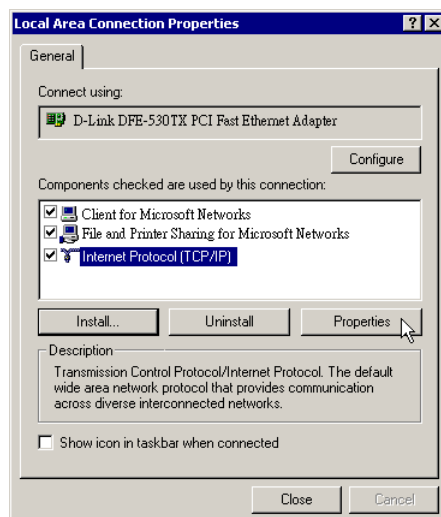 Local Area Connection Properties
General
Connect using:
D-Link DFE-530TX PCI Fast Ethernet Adapter
Configure
Components checked are used by this connection:
Client for Microsoft Networks
File and Printer Sharing for Microsoft Networks
Internet Protocol (TCP/IP)
Install... Uninstall Properties
Description
Transmission Control Protocol/Internet Protocol. The default
wide area network protocol that provides communication
across diverse interconnected networks.
Show icon in taskbar when connected
Close Cancel